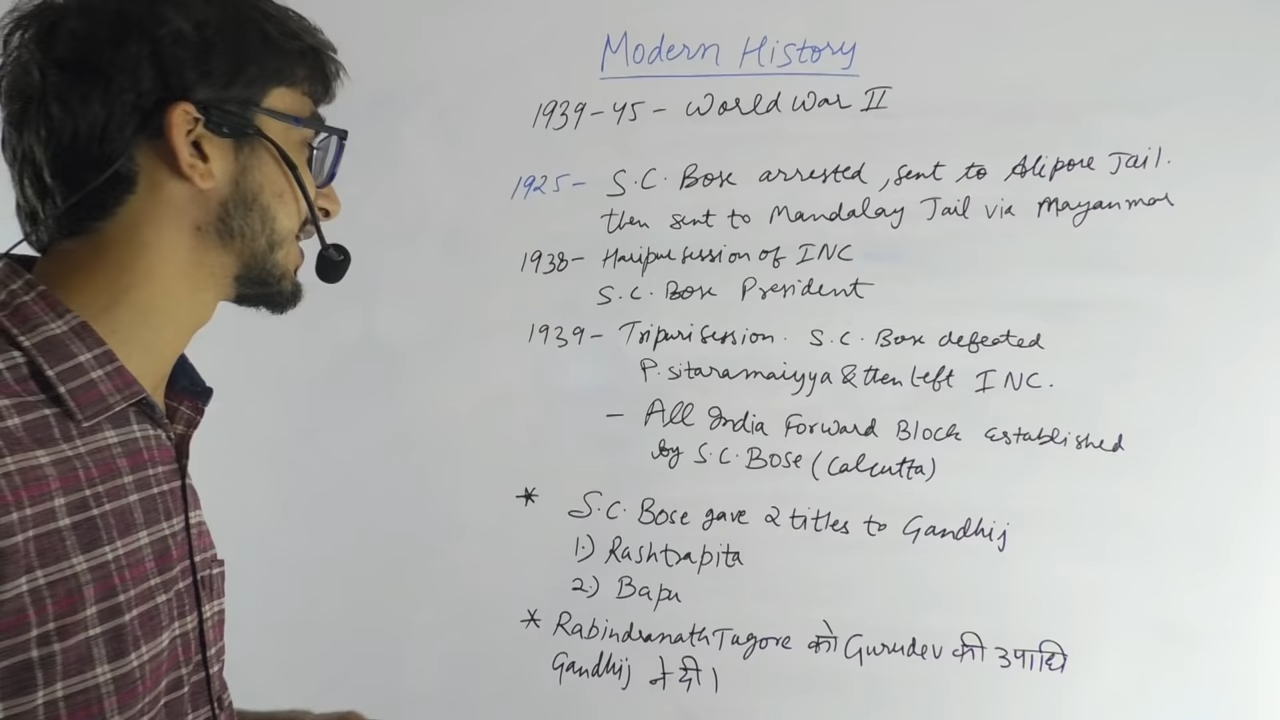 Modern History
1939-45 - World War II
1925- S.C. Bose arrested, sent to Alipore Jail.
then sent to Mandalay Jail via Mayanmar
1938- Haripur session of INC
S.C. Bose President
1939- Tripuri session. S.C. Bose defeated
P. sitaramaiyya & then left INC.
- All India Forward Block established
by S.C. Bose (Calcutta)
* S.C. Bose gave 2 titles to Gandhij
1.) Rashtrapita
2.) Bapu
* Rabindranath Tagore को Gurudev की उपाधि
Gandhij ने दी।